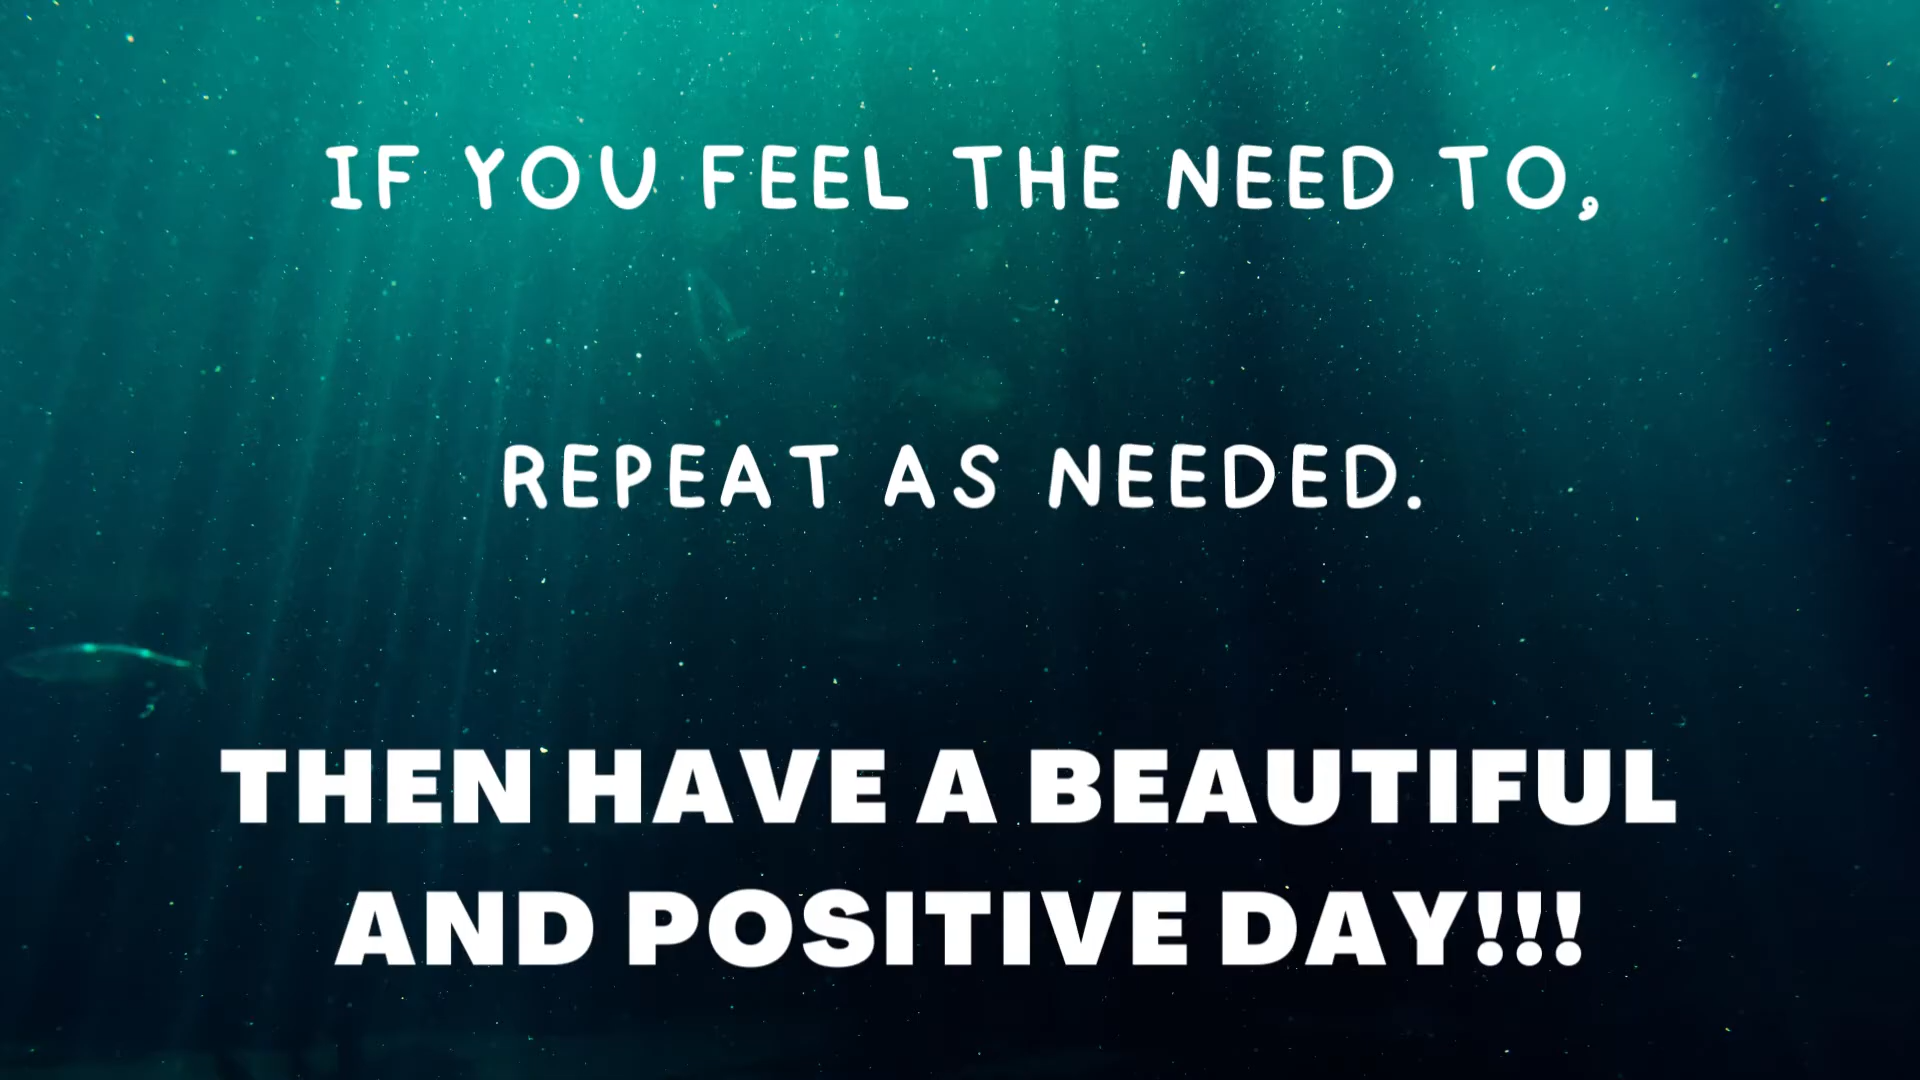 IF YOU FEEL THE NEED TO,
REPEAT AS NEEDED.
THEN HAVE A BEAUTIFUL
AND POSITIVE DAY!!!